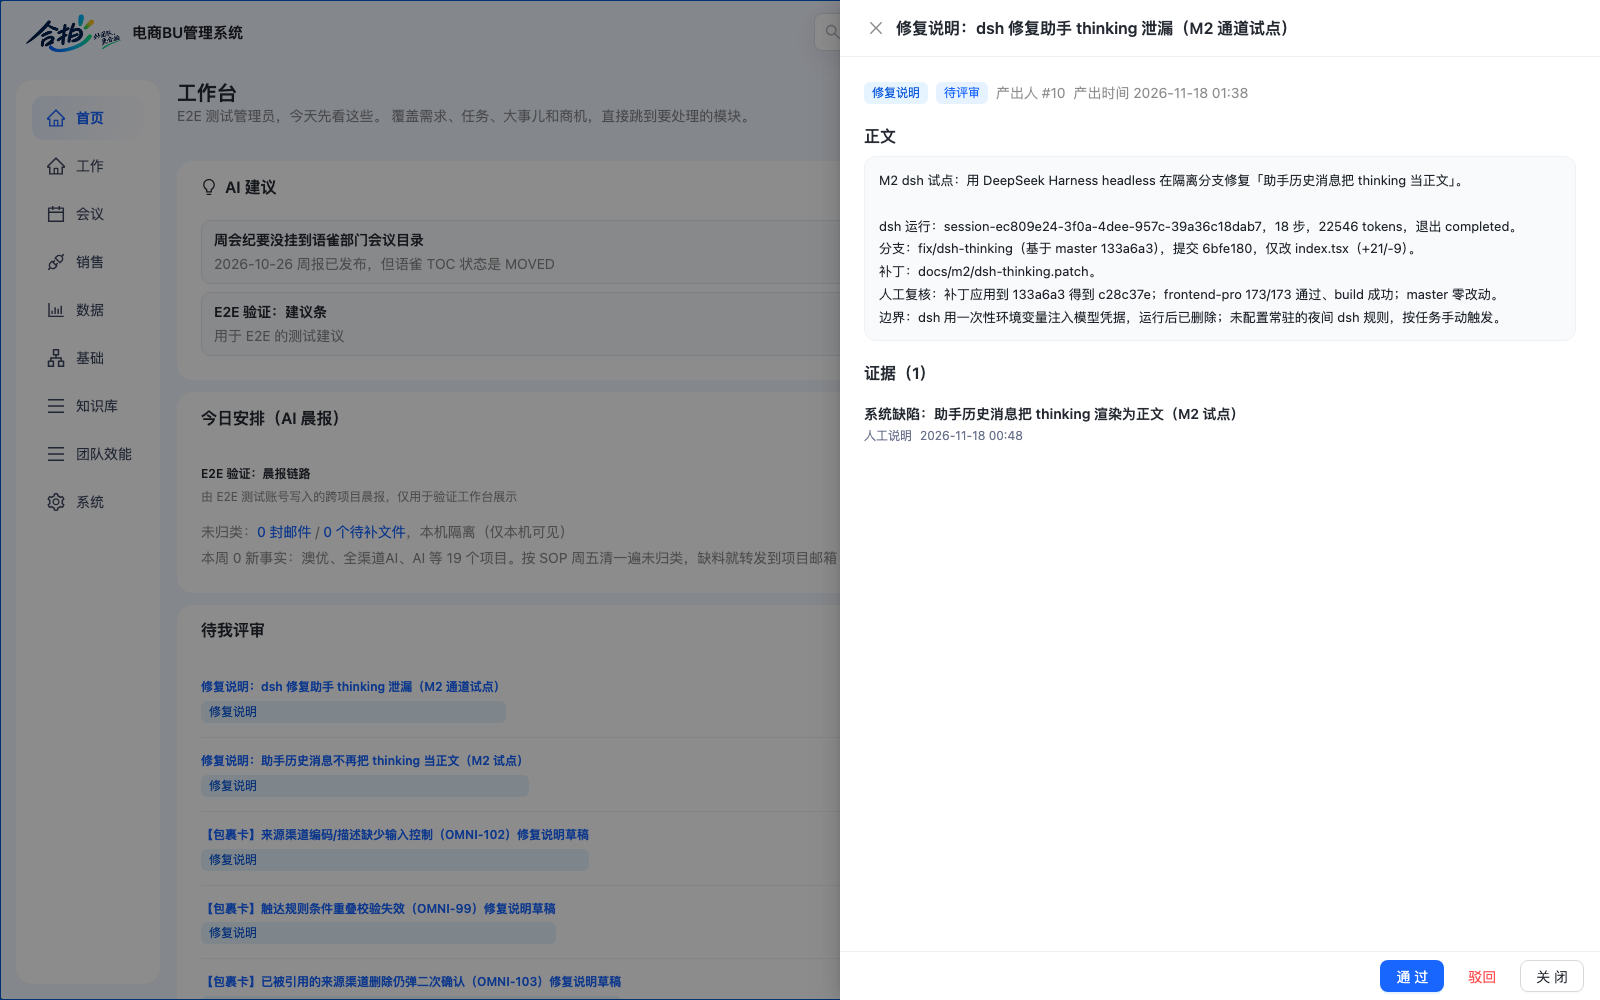 合拍
电商BU管理系统
首页
工作
会议
销售
数据
基础
知识库
团队效能
系统
工作台
E2E 测试管理员，今天先看这些。 覆盖需求、任务、大事儿和商机，直接跳到要处理的模块。
AI 建议
周会纪要没挂到语雀部门会议目录
2026-10-26 周报已发布，但语雀 TOC 状态是 MOVED
E2E 验证：建议条
用于 E2E 的测试建议
今日安排（AI 晨报）
E2E 验证：晨报链路
由 E2E 测试账号写入的跨项目晨报，仅用于验证工作台展示
未归类：0 封邮件 / 0 个待补文件，本机隔离（仅本机可见）
本周 0 新事实：澳优、全渠道AI、AI 等 19 个项目。按 SOP 周五清一遍未归类，缺料就转发到项目邮箱
待我评审
修复说明：dsh 修复助手 thinking 泄漏（M2 通道试点）
修复说明
修复说明：助手历史消息不再把 thinking 当正文（M2 试点）
修复说明
【包裹卡】来源渠道编码/描述缺少输入控制（OMNI-102）修复说明草稿
修复说明
【包裹卡】触达规则条件重叠校验失效（OMNI-99）修复说明草稿
修复说明
【包裹卡】已被引用的来源渠道删除仍弹二次确认（OMNI-103）修复说明草稿
修复说明：dsh 修复助手 thinking 泄漏（M2 通道试点）
修复说明 待评审 产出人 #10 产出时间 2026-11-18 01:38
正文
M2 dsh 试点：用 DeepSeek Harness headless 在隔离分支修复「助手历史消息把 thinking 当正文」。
dsh 运行：session-ec809e24-3f0a-4dee-957c-39a36c18dab7，18 步，22546 tokens，退出 completed。
分支：fix/dsh-thinking（基于 master 133a6a3），提交 6bfe180，仅改 index.tsx（+21/-9）。
补丁：docs/m2/dsh-thinking.patch。
人工复核：补丁应用到 133a6a3 得到 c28c37e；frontend-pro 173/173 通过、build 成功；master 零改动。
边界：dsh 用一次性环境变量注入模型凭据，运行后已删除；未配置常驻的夜间 dsh 规则，按任务手动触发。
证据（1）
系统缺陷：助手历史消息把 thinking 渲染为正文（M2 试点）
人工说明 2026-11-18 00:48
通 过
驳回
关 闭